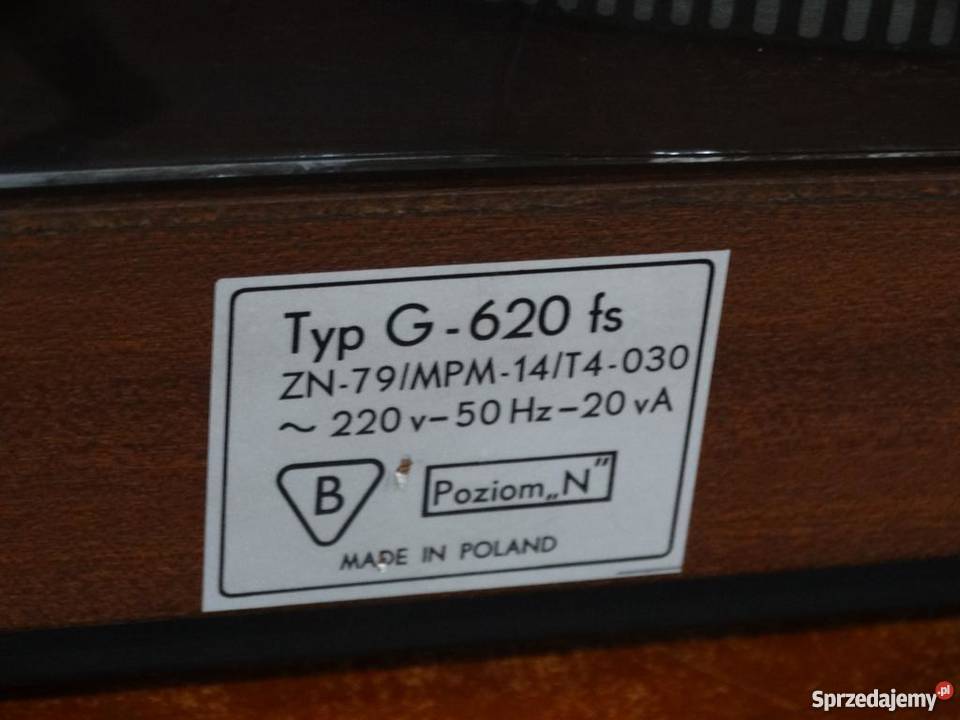 Typ G-620 fs
ZN-79/MPM-14/T4-030
~ 220 v–50 Hz–20 vA
B
Poziom„N”
MADE IN POLAND
Sprzedajemy.pl